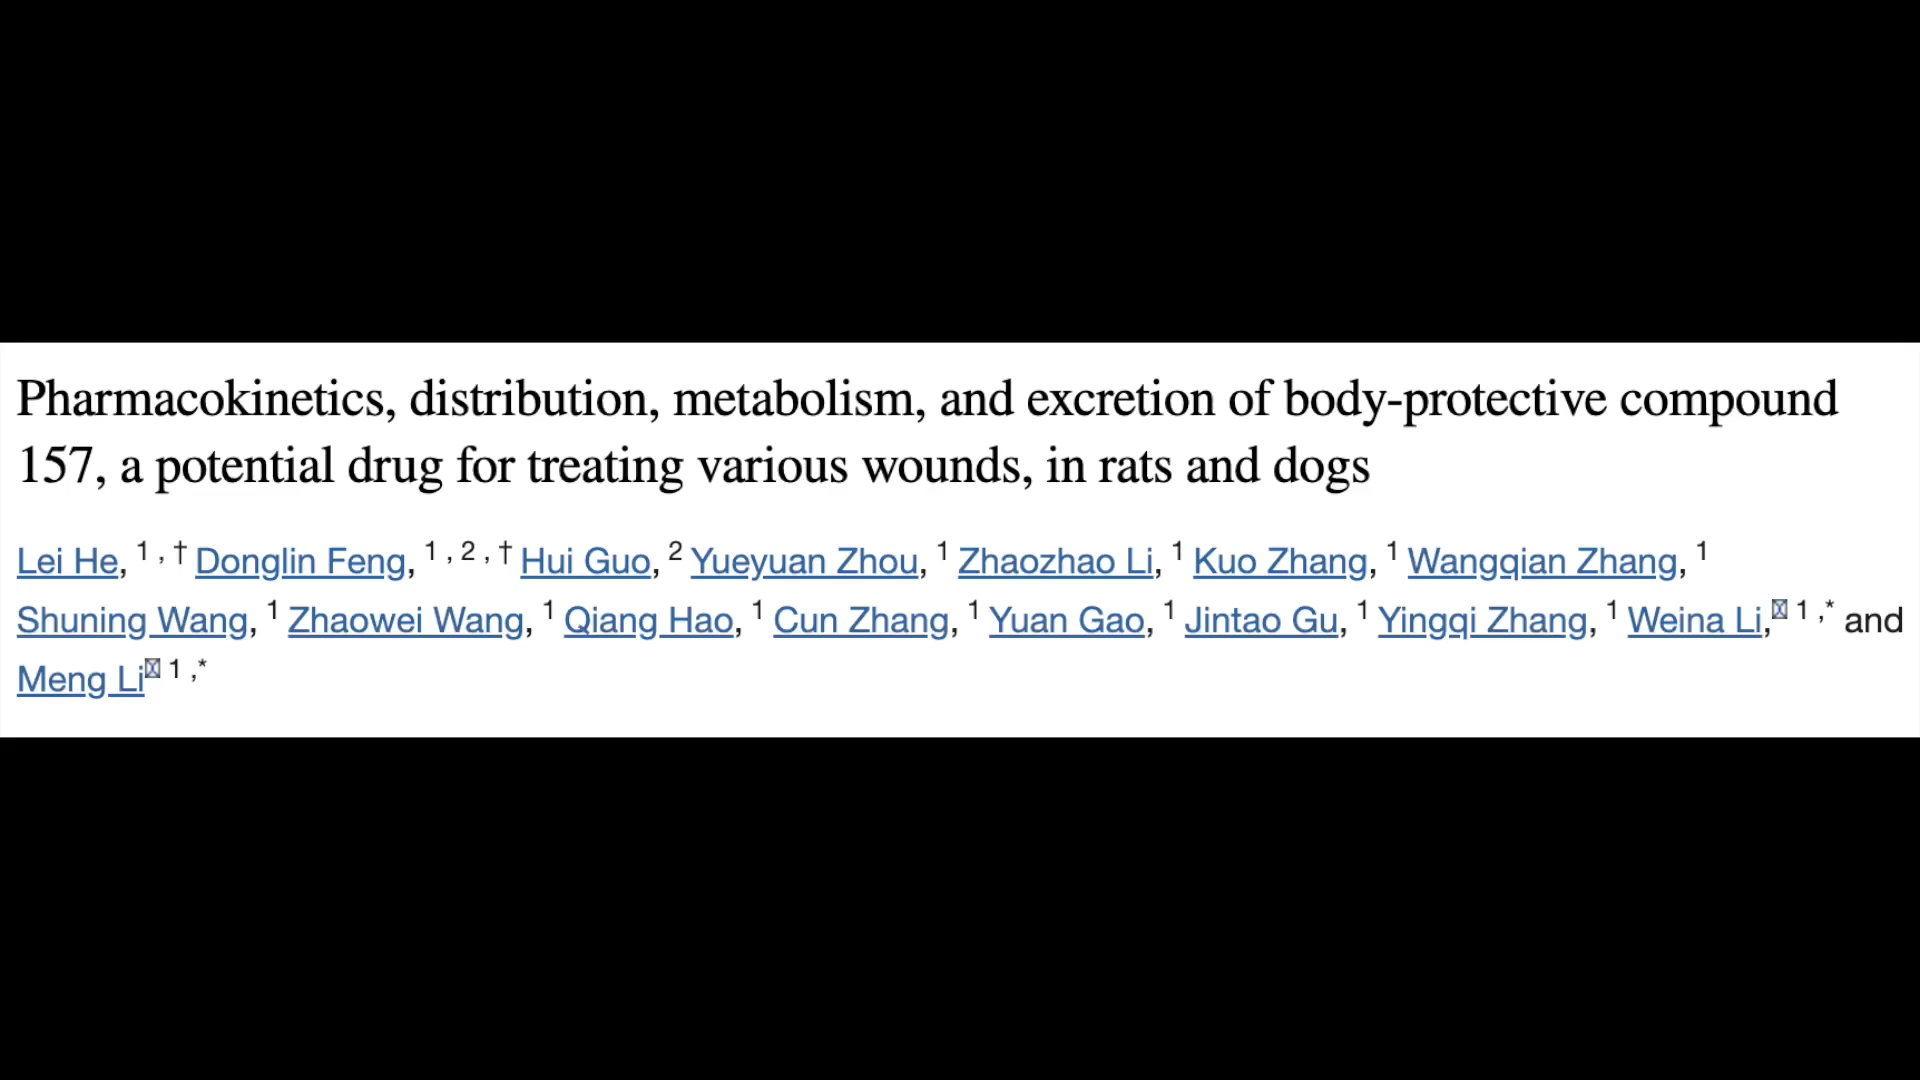 Pharmacokinetics, distribution, metabolism, and excretion of body-protective compound
157, a potential drug for treating various wounds, in rats and dogs
Lei He, 1 , † Donglin Feng, 1 , 2 , † Hui Guo, 2 Yueyuan Zhou, 1 Zhaozhao Li, 1 Kuo Zhang, 1 Wangqian Zhang, 1
Shuning Wang, 1 Zhaowei Wang, 1 Qiang Hao, 1 Cun Zhang, 1 Yuan Gao, 1 Jintao Gu, 1 Yingqi Zhang, 1 Weina Li, 1 ,* and
Meng Li 1 ,*